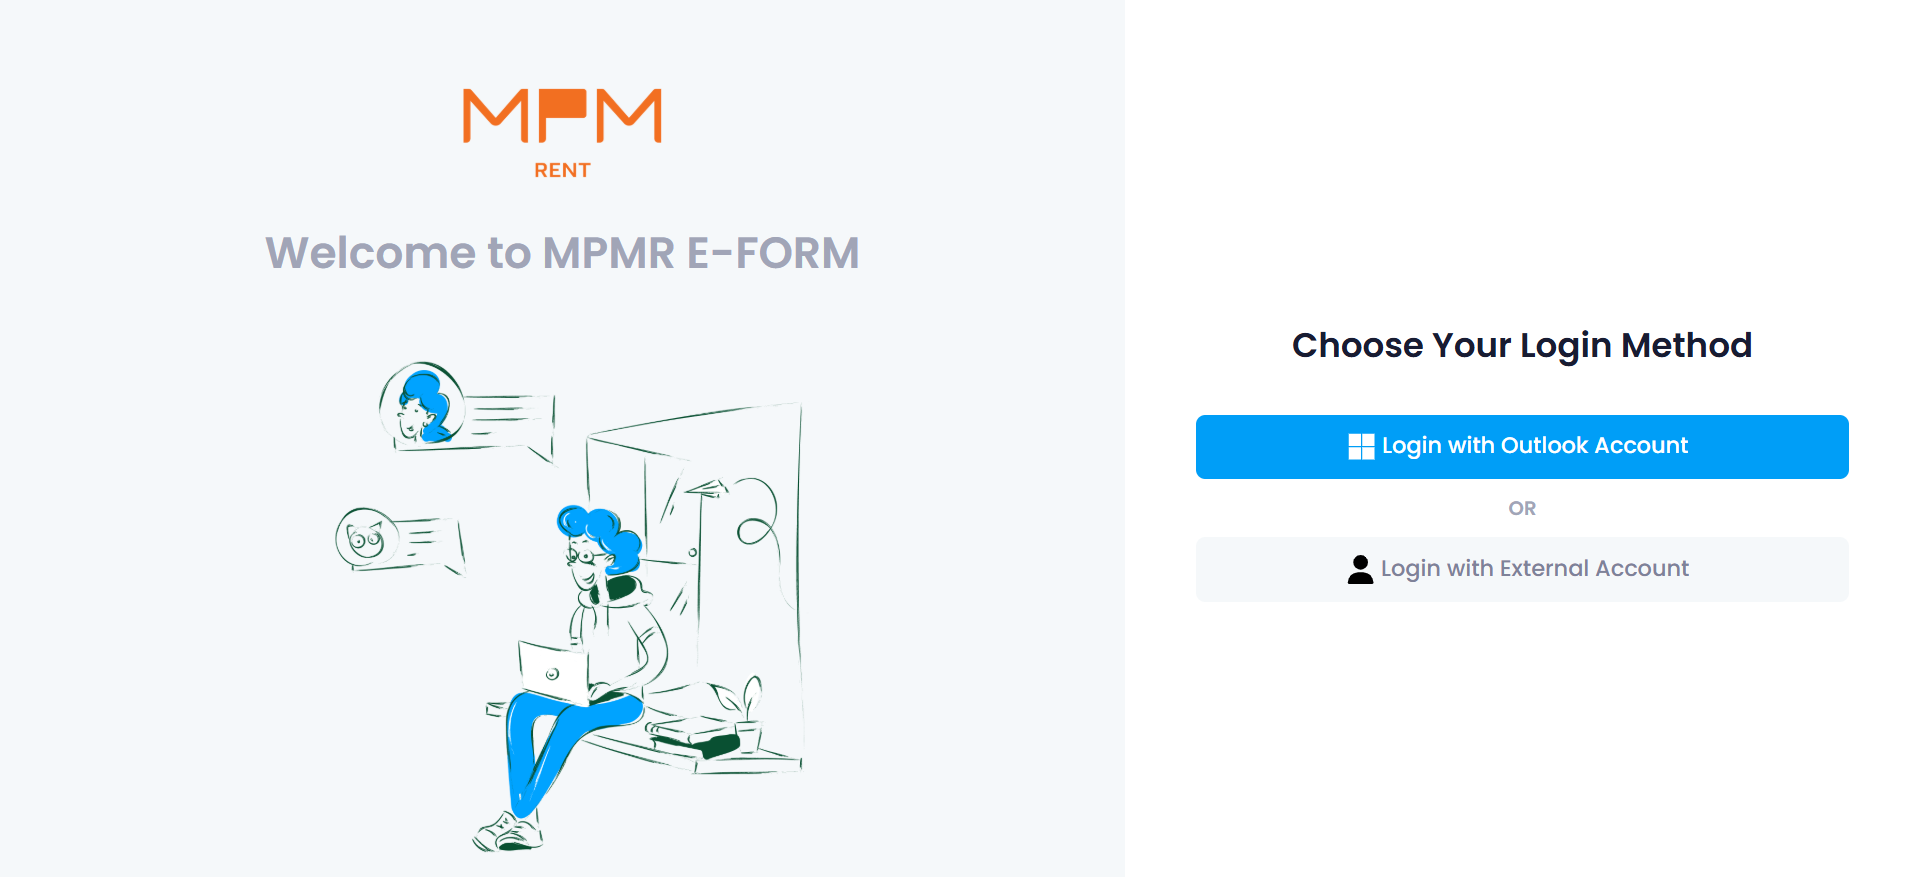 MPM
RENT
Welcome to MPMR E-FORM
Choose Your Login Method
Login with Outlook Account
OR
Login with External Account